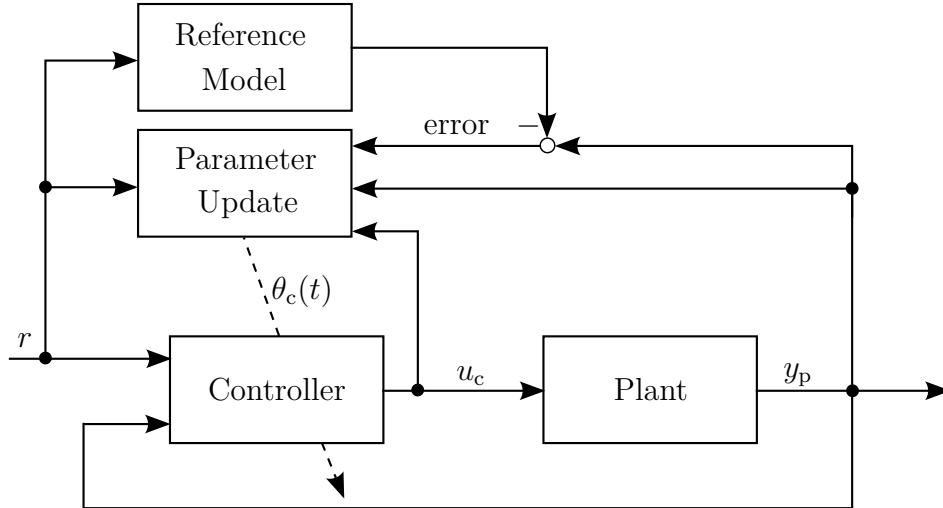 Reference
Model
error −
Parameter
Update
θc(t)
r
Controller
uc
Plant
yp